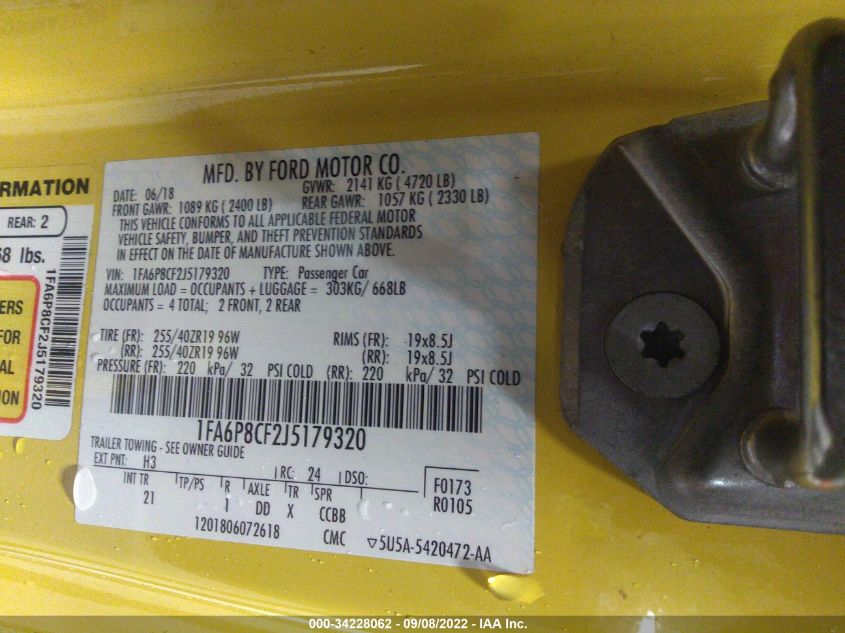 RMATION
REAR: 2
68 lbs.
ERS
FOR
AL
ION
1FA6P8CF2J5179320
MFD. BY FORD MOTOR CO.
DATE: 06/18 GVWR: 2141 KG ( 4720 LB)
FRONT GAWR: 1089 KG ( 2400 LB) REAR GAWR: 1057 KG ( 2330 LB)
THIS VEHICLE CONFORMS TO ALL APPLICABLE FEDERAL MOTOR
VEHICLE SAFETY, BUMPER, AND THEFT PREVENTION STANDARDS
IN EFFECT ON THE DATE OF MANUFACTURE SHOWN ABOVE.
VIN: 1FA6P8CF2J5179320 TYPE: Passenger Car
MAXIMUM LOAD = OCCUPANTS + LUGGAGE = 303KG/ 668LB
OCCUPANTS = 4 TOTAL; 2 FRONT, 2 REAR
TIRE (FR): 255/40ZR19 96W RIMS (FR): 19x8.5J
(RR): 255/40ZR19 96W (RR): 19x8.5J
PRESSURE (FR): 220 kPa/ 32 PSI COLD (RR): 220 kPa/ 32 PSI COLD
1FA6P8CF2J5179320
TRAILER TOWING - SEE OWNER GUIDE
EXT PNT: H3 RC: 24 DSO: F0173
INT TR TP/PS R AXLE TR SPR R0105
21 1 DD X CCBB
1201806072618 CMC ▽5U5A-5420472-AA
000-34228062 - 09/08/2022 - IAA Inc.